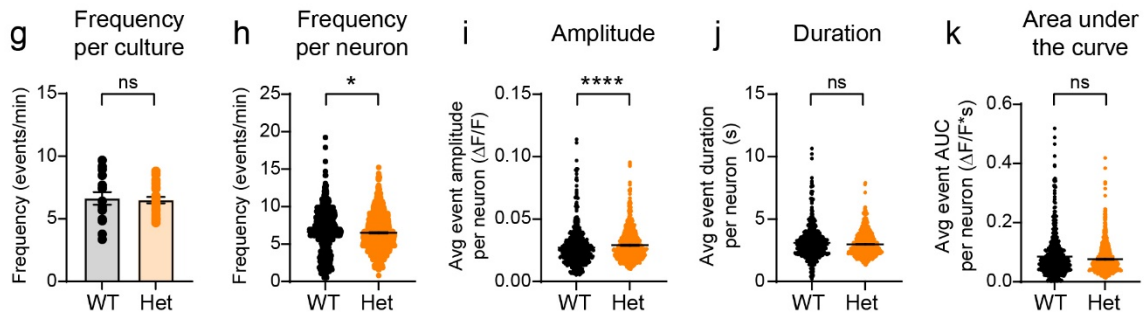 g
Frequency
per culture
ns
Frequency (events/min)
15
10
5
0
WT Het
h
Frequency
per neuron
*
Frequency (events/min)
25
20
15
10
5
0
WT Het
i
Amplitude
****
Avg event amplitude
per neuron (ΔF/F)
0.15
0.10
0.05
0.00
WT Het
j
Duration
ns
Avg event duration
per neuron (s)
15
10
5
0
WT Het
k
Area under
the curve
ns
Avg event AUC
per neuron (ΔF/F*s)
0.6
0.4
0.2
0.0
WT Het